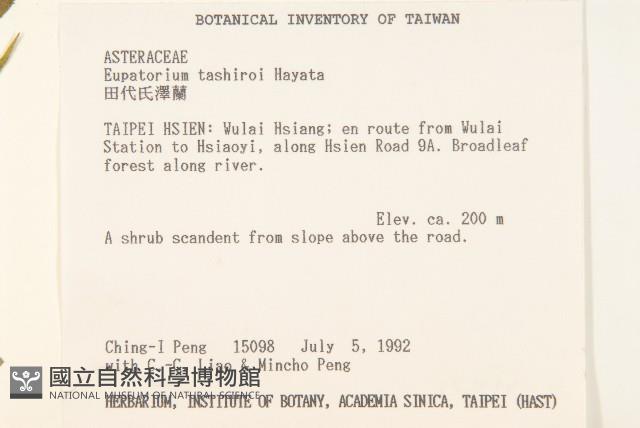 BOTANICAL INVENTORY OF TAIWAN
ASTERACEAE
Eupatorium tashiroi Hayata
田代氏澤蘭
TAIPEI HSIEN: Wulai Hsiang; en route from Wulai
Station to Hsiaoyi, along Hsien Road 9A. Broadleaf
forest along river.
Elev. ca. 200 m
A shrub scandent from slope above the road.
Ching-I Peng 15098 July 5, 1992
with C.-C. Liao & Mincho Peng
國立自然科學博物館
NATIONAL MUSEUM OF NATURAL SCIENCE
HERBARIUM, INSTITUTE OF BOTANY, ACADEMIA SINICA, TAIPEI (HAST)